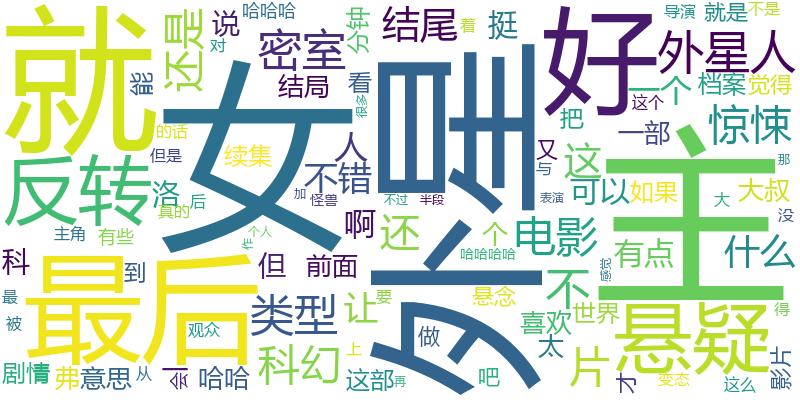 就
女主
外星
好
最后
反转
悬疑
还是
说
哈哈哈
能
密室
结局
分钟
结尾
着
挺
看
很多
外星人
导演
就是
对
不是
一个
档案
觉得
这个
惊悚
一部
把
又
与
这
那
的话
但是
续集
洛
后
真的
不错
人
加
怪兽
不过
半段
表演
可以
如果
大叔
大
没
主角
有些
个人
作
啊
还
个
电影
哈哈哈哈
感觉
有点
什么
不
科
到
但
前面
最
被
类型
让
要
悬念
做
喜欢
世界
得
观众
科幻
上
太
片
剧情
弗
意思
从
会
哈哈
这部
再
吧
才
变态
这么
影片